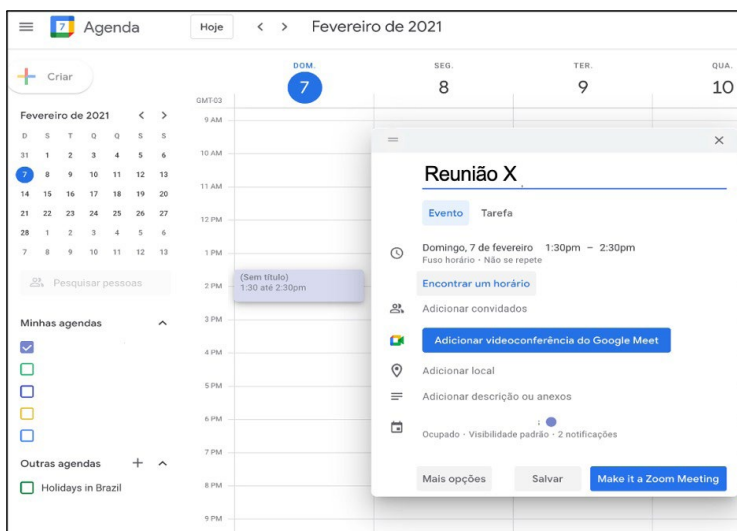 7 Agenda Hoje < > Fevereiro de 2021
Criar
Fevereiro de 2021 < >
D S T Q Q S S
31 1 2 3 4 5 6
7 8 9 10 11 12 13
14 15 16 17 18 19 20
21 22 23 24 25 26 27
28 1 2 3 4 5 6
7 8 9 10 11 12 13
Pesquisar pessoas
Minhas agendas
Outras agendas +
Holidays in Brazil
DOM. SEG. TER. QUA.
7 8 9 10
GMT-03
9 AM
10 AM
11 AM
12 PM
1 PM
2 PM
3 PM
4 PM
5 PM
6 PM
7 PM
8 PM
9 PM
(Sem título)
1:30 até 2:30pm
Reunião X
Evento Tarefa
Domingo, 7 de fevereiro 1:30pm – 2:30pm
Fuso horário · Não se repete
Encontrar um horário
Adicionar convidados
Adicionar videoconferência do Google Meet
Adicionar local
Adicionar descrição ou anexos
Ocupado · Visibilidade padrão · 2 notificações
Mais opções Salvar Make it a Zoom Meeting